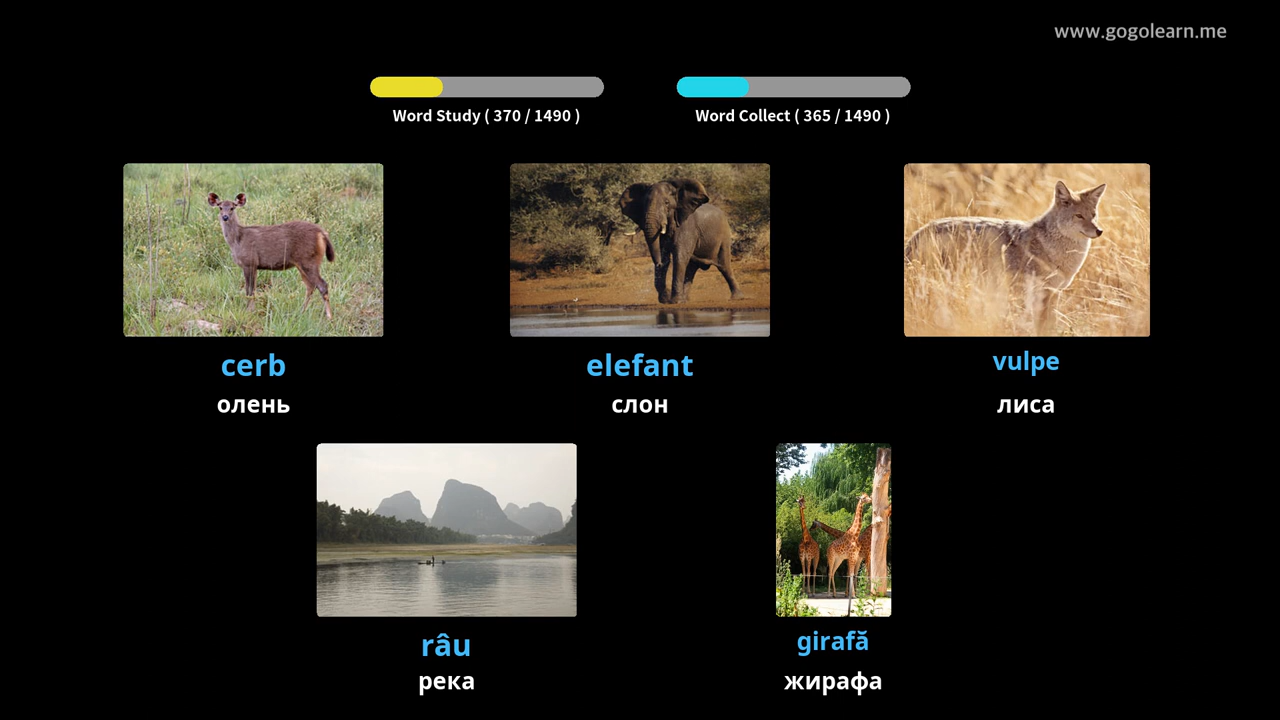 www.gogolearn.me
Word Study ( 370 / 1490 )
Word Collect ( 365 / 1490 )
cerb
elefant
vulpe
олень
слон
лиса
râu
girafă
река
жирафа